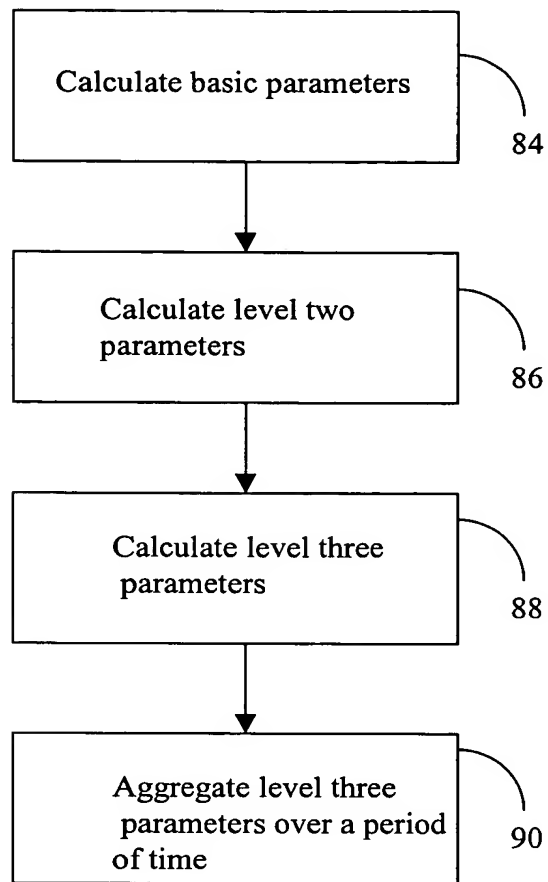 Calculate basic parameters
84
Calculate level two
parameters
86
Calculate level three
parameters
88
Aggregate level three
parameters over a period
of time
90